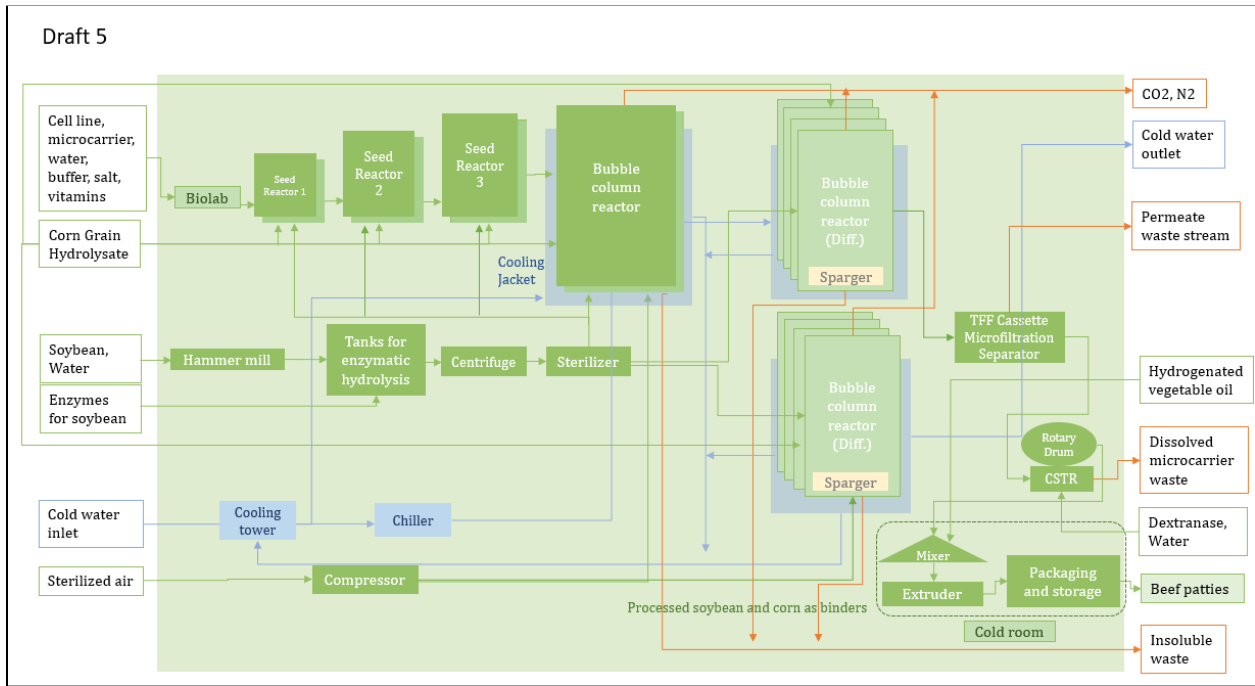 Draft 5
Cell line,
microcarrier,
water,
buffer, salt,
vitamins
Biolab
Seed
Reactor 1
Seed
Reactor
2
Seed
Reactor
3
Bubble
column
reactor
Cooling
Jacket
Corn Grain
Hydrolysate
Bubble
column
reactor
(Diff.)
Sparger
CO2, N2
Cold water
outlet
Permeate
waste stream
Soybean,
Water
Hammer mill
Enzymes
for soybean
Tanks for
enzymatic
hydrolysis
Centrifuge
Sterilizer
Bubble
column
reactor
(Diff.)
Sparger
TFF Cassette
Microfiltration
Separator
Hydrogenated
vegetable oil
Rotary
Drum
CSTR
Dissolved
microcarrier
waste
Dextranase,
Water
Cold water
inlet
Cooling
tower
Chiller
Sterilized air
Compressor
Processed soybean and corn as binders
Mixer
Extruder
Packaging
and storage
Cold room
Beef patties
Insoluble
waste